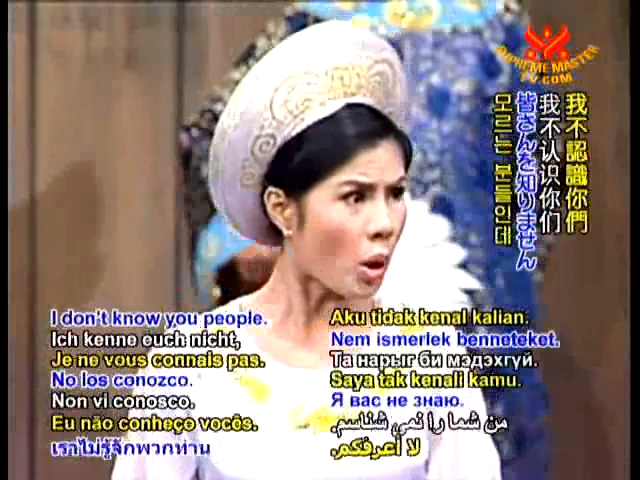 SUPREME MASTER
TV.COM
我不認識你們
我不认识你们
皆さんを知りません
모르는 분들인데
I don't know you people.
Ich kenne euch nicht,
Je ne vous connais pas.
No los conozco.
Non vi conosco.
Eu não conheço vocês.
เราไม่รู้จักพวกท่าน
Aku tidak kenal kalian.
Nem ismerlek benneteket.
Та нарыг би мэдэхгүй.
Saya tak kenali kamu.
Я вас не знаю.
من شما را نمی شناسم.
لا أعرفكم.